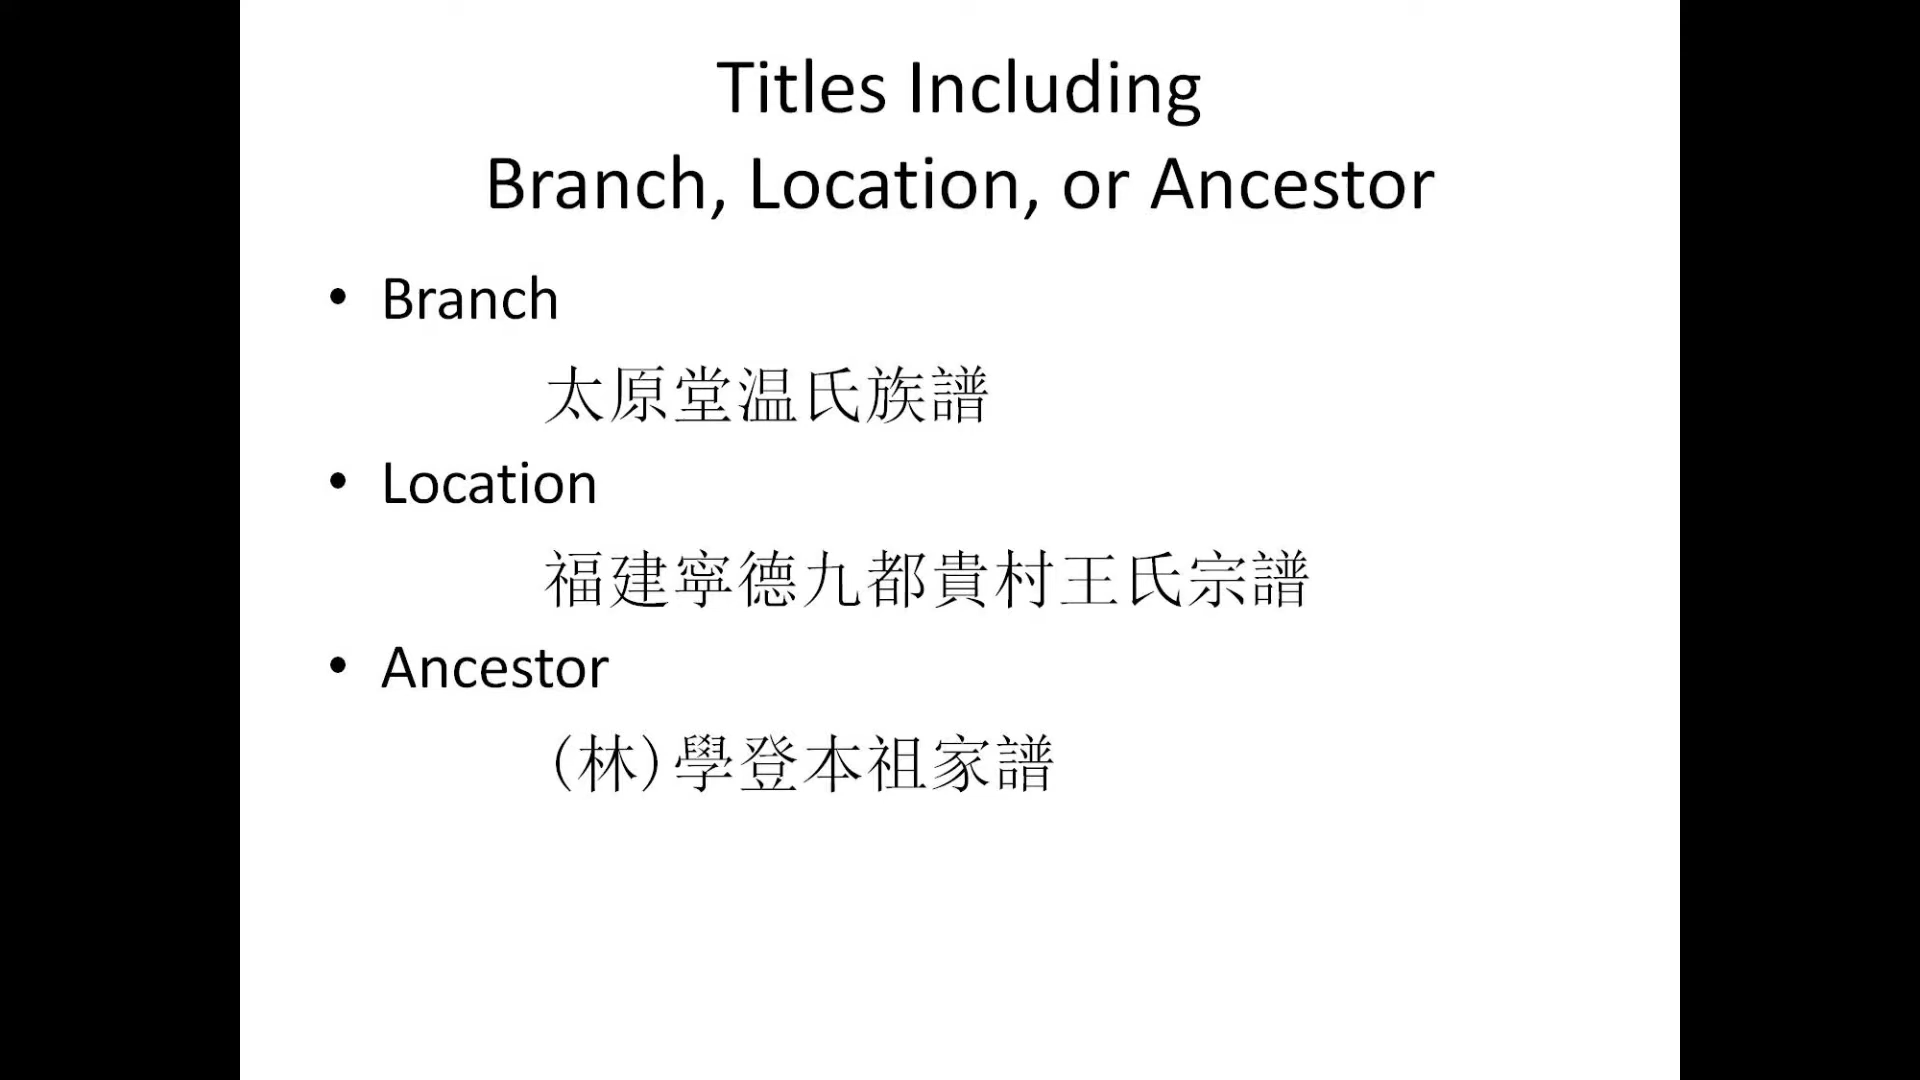 Titles Including
Branch, Location, or Ancestor
• Branch
太原堂温氏族譜
• Location
福建寧德九都貴村王氏宗譜
• Ancestor
(林)學登本祖家譜